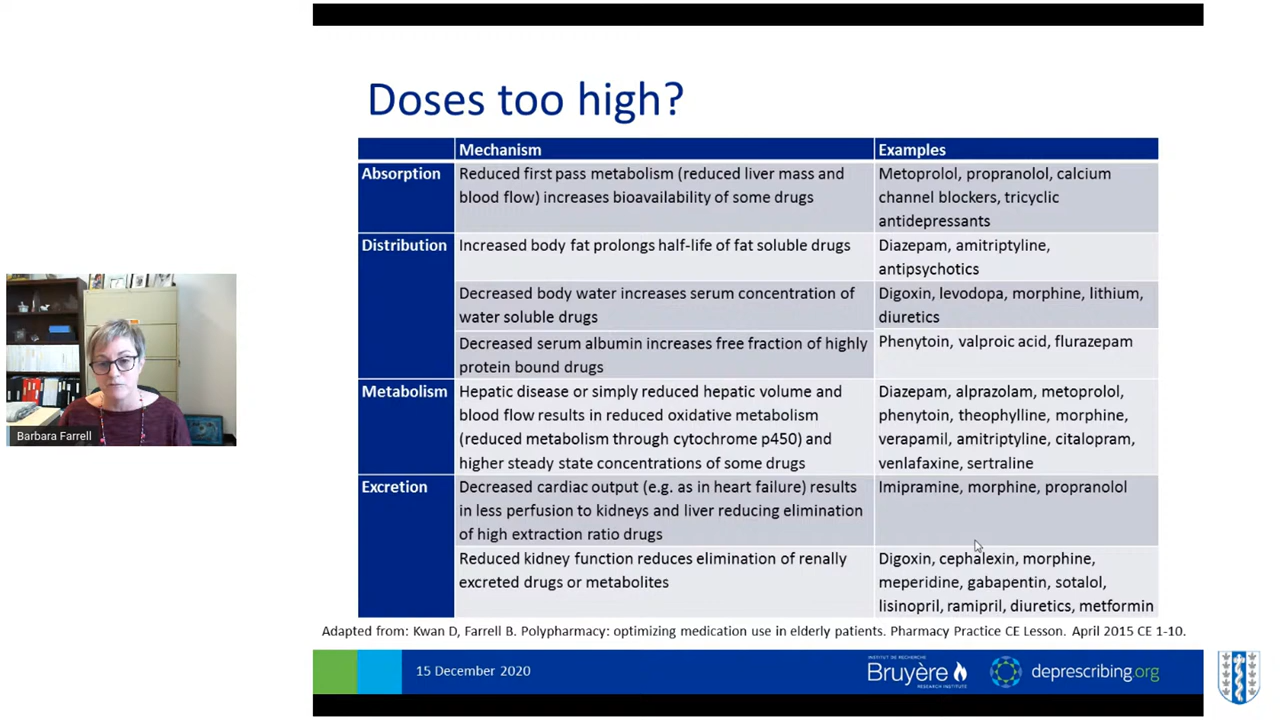 Doses too high?
Mechanism
Examples
Absorption
Reduced first pass metabolism (reduced liver mass and
blood flow) increases bioavailability of some drugs
Metoprolol, propranolol, calcium
channel blockers, tricyclic
antidepressants
Distribution
Increased body fat prolongs half-life of fat soluble drugs
Diazepam, amitriptyline,
antipsychotics
Decreased body water increases serum concentration of
water soluble drugs
Digoxin, levodopa, morphine, lithium,
diuretics
Decreased serum albumin increases free fraction of highly
protein bound drugs
Phenytoin, valproic acid, flurazepam
Metabolism
Hepatic disease or simply reduced hepatic volume and
blood flow results in reduced oxidative metabolism
(reduced metabolism through cytochrome p450) and
higher steady state concentrations of some drugs
Diazepam, alprazolam, metoprolol,
phenytoin, theophylline, morphine,
verapamil, amitriptyline, citalopram,
venlafaxine, sertraline
Excretion
Decreased cardiac output (e.g. as in heart failure) results
in less perfusion to kidneys and liver reducing elimination
of high extraction ratio drugs
Imipramine, morphine, propranolol
Reduced kidney function reduces elimination of renally
excreted drugs or metabolites
Digoxin, cephalexin, morphine,
meperidine, gabapentin, sotalol,
lisinopril, ramipril, diuretics, metformin
Adapted from: Kwan D, Farrell B. Polypharmacy: optimizing medication use in elderly patients. Pharmacy Practice CE Lesson. April 2015 CE 1-10.
15 December 2020
INSTITUT DE RECHERCHE
Bruyère
RESEARCH INSTITUTE
deprescribing.org
Barbara Farrell